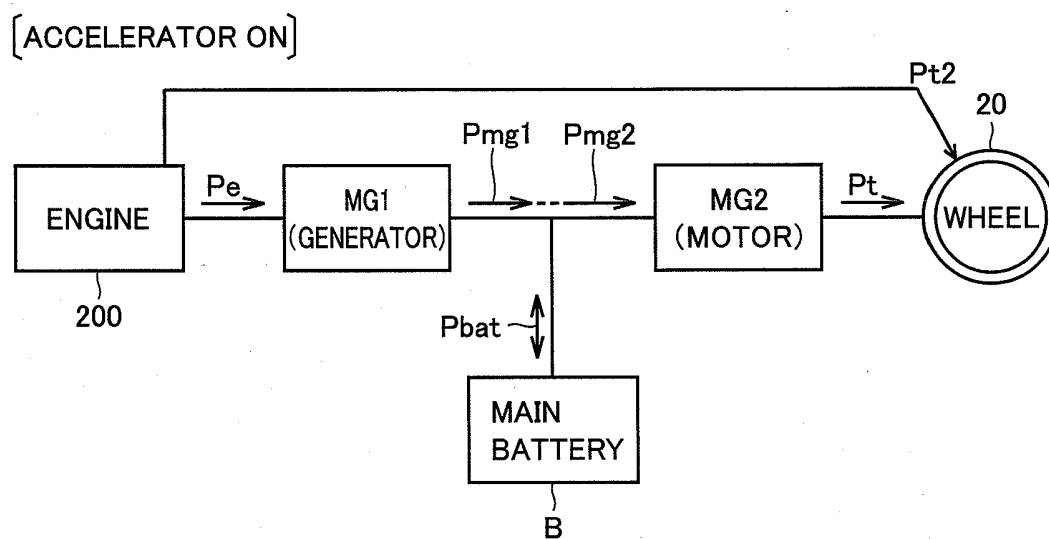 [ACCELERATOR ON]
Pt2
20
Pmg1
Pmg2
Pe
Pt
ENGINE
MG1
(GENERATOR)
MG2
(MOTOR)
WHEEL
200
Pbat
MAIN
BATTERY
B